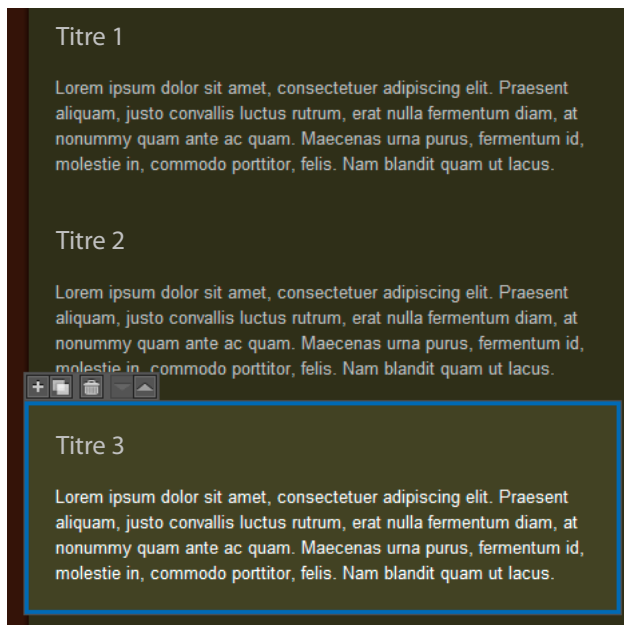 Titre 1
Lorem ipsum dolor sit amet, consectetuer adipiscing elit. Praesent
aliquam, justo convallis luctus rutrum, erat nulla fermentum diam, at
nonummy quam ante ac quam. Maecenas urna purus, fermentum id,
molestie in, commodo porttitor, felis. Nam blandit quam ut lacus.
Titre 2
Lorem ipsum dolor sit amet, consectetuer adipiscing elit. Praesent
aliquam, justo convallis luctus rutrum, erat nulla fermentum diam, at
nonummy quam ante ac quam. Maecenas urna purus, fermentum id,
molestie in, commodo porttitor, felis. Nam blandit quam ut lacus.
Titre 3
Lorem ipsum dolor sit amet, consectetuer adipiscing elit. Praesent
aliquam, justo convallis luctus rutrum, erat nulla fermentum diam, at
nonummy quam ante ac quam. Maecenas urna purus, fermentum id,
molestie in, commodo porttitor, felis. Nam blandit quam ut lacus.